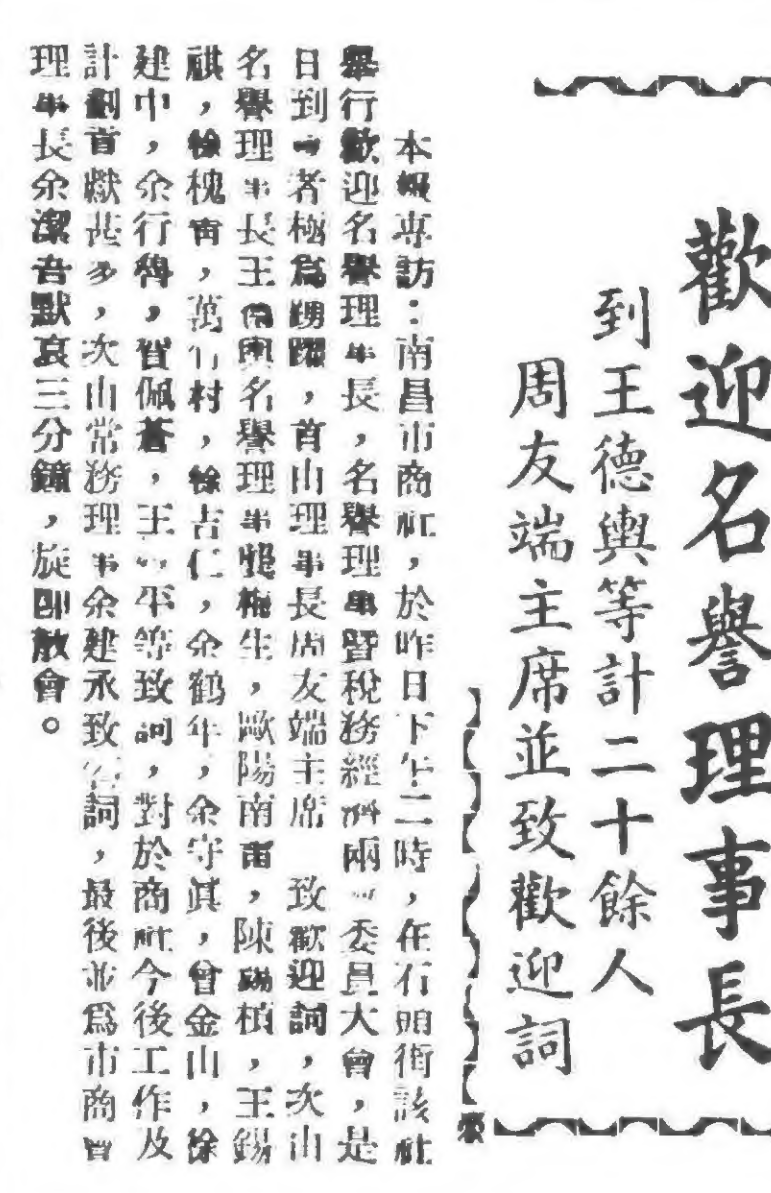 歡迎名譽理事長
到王德輿等計二十餘人
周友端主席並致歡迎詞
本報專訪：南昌市商社，於昨日下午二時，在石頭街該社
舉行歡迎名譽理事長，名譽理事暨稅務經濟兩委員大會，是
日到者極爲踴躍，首由理事長周友端主席 致歡迎詞，次由
名譽理事長王德輿名譽理事龔梅生，歐陽南甫，陳錫楨，王錫
祺，徐槐甫，萬竹村，徐吉仁，余鶴年，余守眞，曾金山，徐
建中，余行魯，賀佩蒼，王平等致詞，對於商社今後工作及
計劃首獻甚多，次由常務理事余建永致答詞，最後並爲市商會
理事長余潔吾默哀三分鐘，旋即散會。